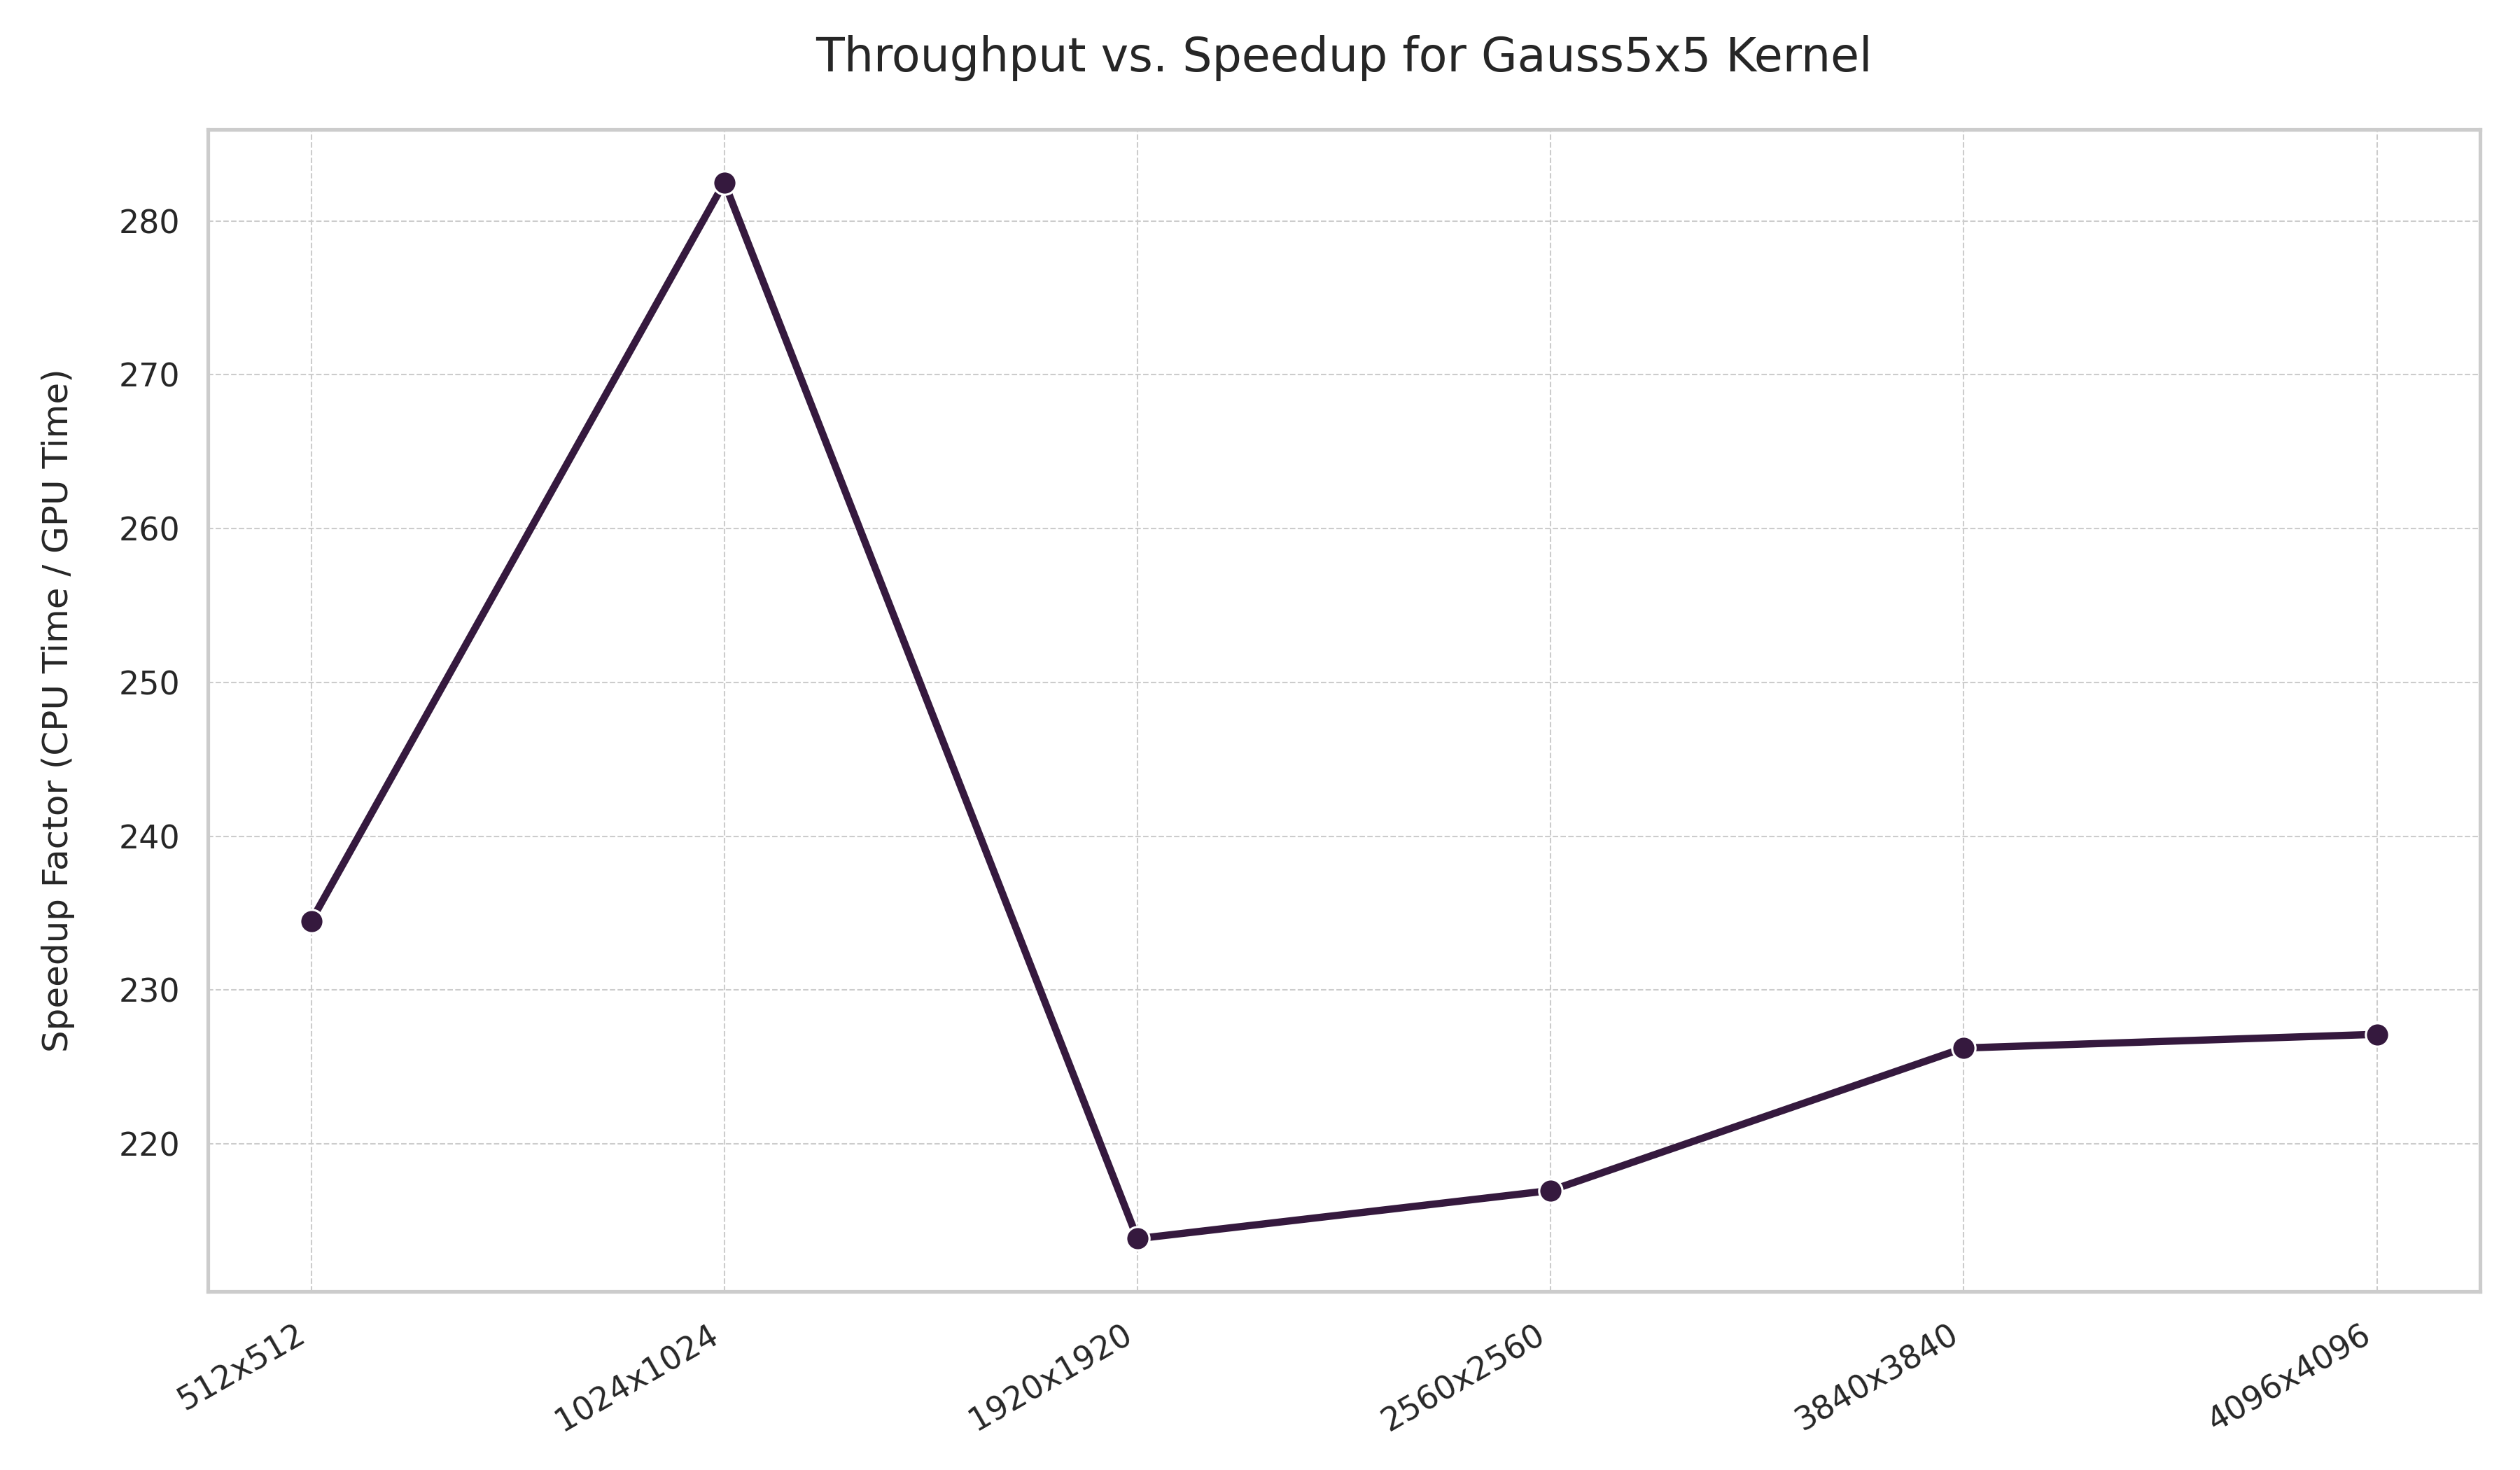 Throughput vs. Speedup for Gauss5x5 Kernel
Speedup Factor (CPU Time / GPU Time)
280
270
260
250
240
230
220
512x512
1024x1024
1920x1920
2560x2560
3840x3840
4096x4096